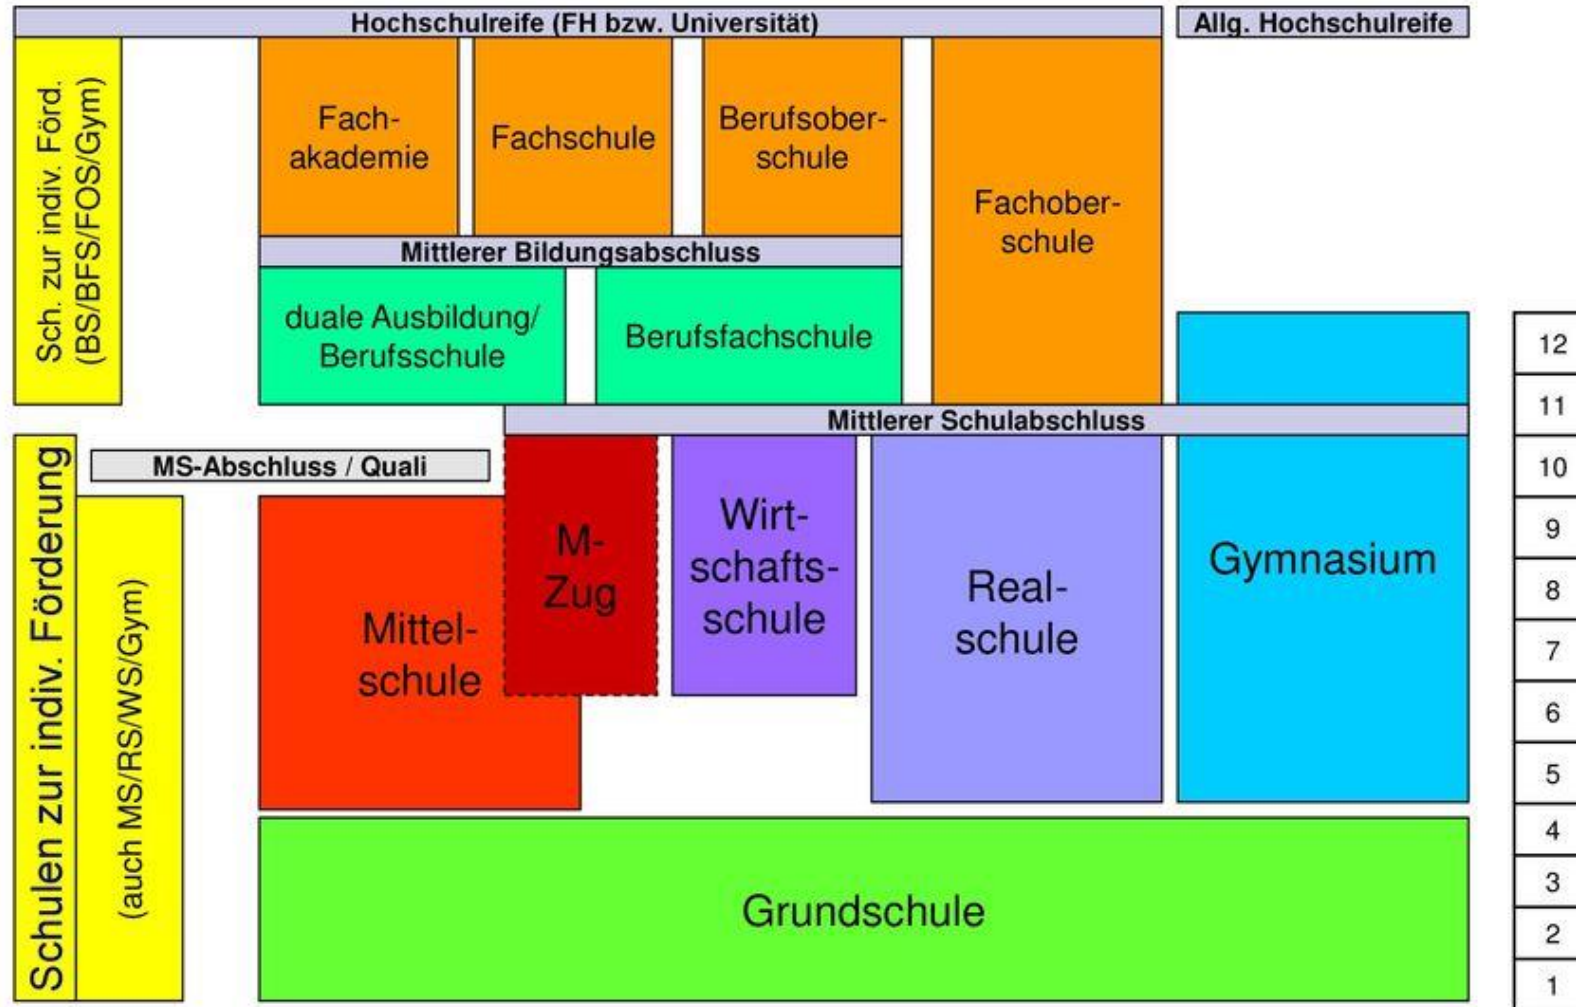 Hochschulreife (FH bzw. Universität)
Allg. Hochschulreife
Sch. zur indiv. Förd.
(BS/BFS/FOS/Gym)
Fach-
akademie
Fachschule
Berufsober-
schule
Fachober-
schule
Mittlerer Bildungsabschluss
duale Ausbildung/
Berufsschule
Berufsfachschule
Mittlerer Schulabschluss
MS-Abschluss / Quali
Schulen zur indiv. Förderung
(auch MS/RS/WS/Gym)
Mittel-
schule
M-
Zug
Wirt-
schafts-
schule
Real-
schule
Gymnasium
Grundschule
12
11
10
9
8
7
6
5
4
3
2
1